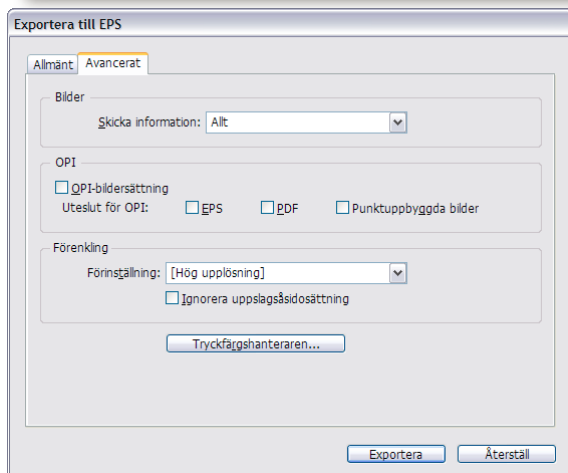 Exportera till EPS
Allmänt Avancerat
Bilder
Skicka information: Allt
OPI
OPI-bildersättning
Uteslut för OPI: EPS PDF Punktuppbyggda bilder
Förenkling
Förinställning: [Hög upplösning]
Ignorera uppslagsåsidosättning
Tryckfärgshanteraren...
Exportera Återställ